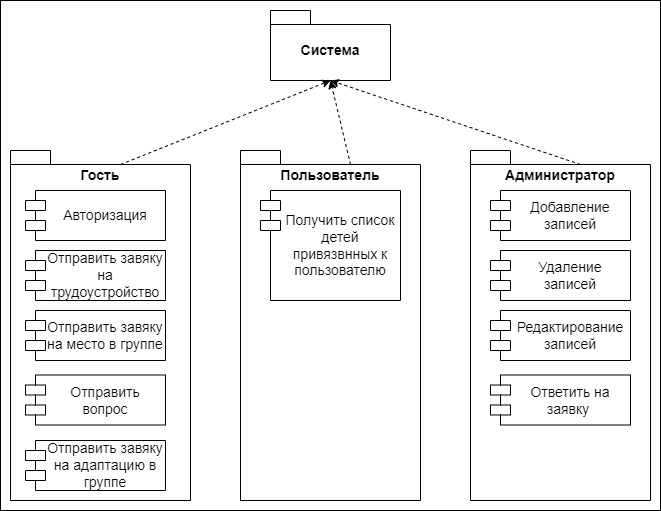 Система
Гость
Авторизация
Отправить завяку
на
трудоустройство
Отправить завяку
на место в группе
Отправить
вопрос
Отправить завяку
на адаптацию в
группе
Пользователь
Получить список
детей
привязвнных к
пользователю
Администратор
Добавление
записей
Удаление
записей
Редактирование
записей
Ответить на
заявку